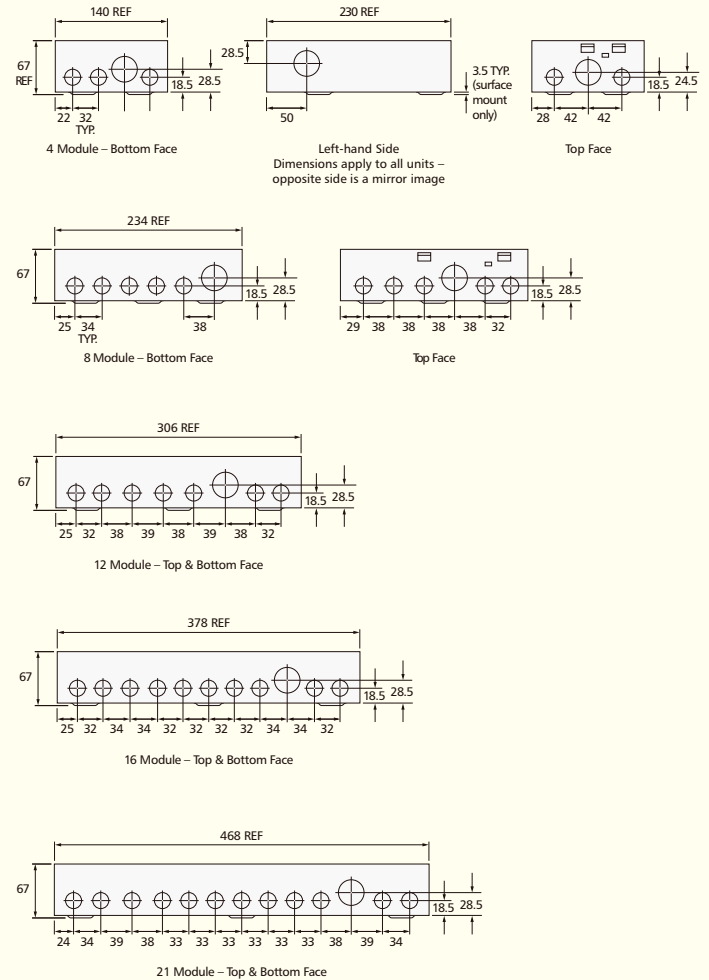 140 REF
230 REF
67
REF
18.5
28.5
22
32
TYP.
4 Module – Bottom Face
28.5
50
3.5 TYP.
(surface
mount
only)
Left-hand Side
Dimensions apply to all units –
opposite side is a mirror image
18.5
24.5
28
42
42
Top Face
234 REF
67
18.5
28.5
25
34
TYP.
38
8 Module – Bottom Face
18.5
28.5
29
38
38
38
38
32
Top Face
306 REF
67
18.5
28.5
25
32
38
39
38
39
38
32
12 Module – Top & Bottom Face
378 REF
67
18.5
28.5
25
32
34
34
32
32
32
32
34
34
32
16 Module – Top & Bottom Face
468 REF
67
18.5
28.5
24
34
39
38
33
33
33
33
33
38
39
34
21 Module – Top & Bottom Face